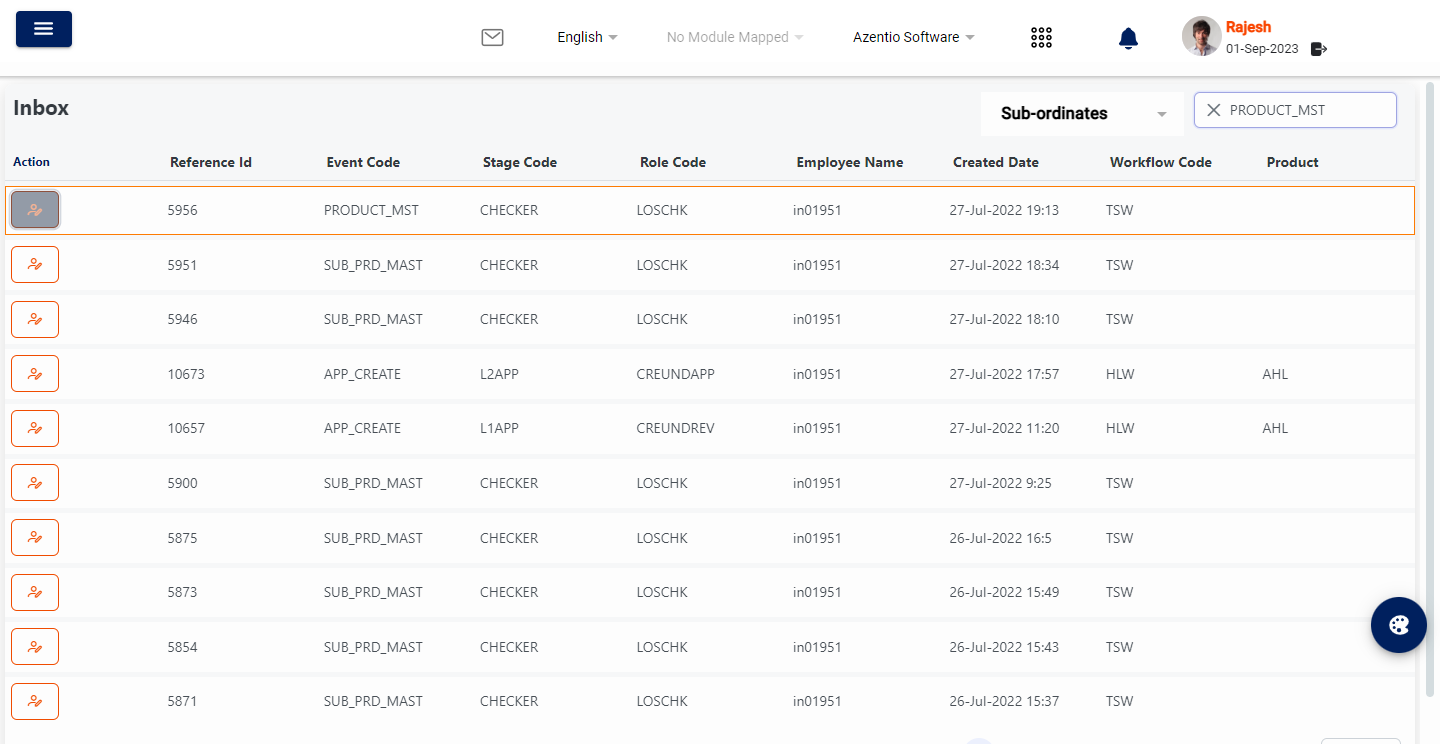 English No Module Mapped Azentio Software Rajesh
01-Sep-2023
Inbox Sub-ordinates PRODUCT_MST
Action Reference Id Event Code Stage Code Role Code Employee Name Created Date Workflow Code Product
5956 PRODUCT_MST CHECKER LOSCHK in01951 27-Jul-2022 19:13 TSW
5951 SUB_PRD_MAST CHECKER LOSCHK in01951 27-Jul-2022 18:34 TSW
5946 SUB_PRD_MAST CHECKER LOSCHK in01951 27-Jul-2022 18:10 TSW
10673 APP_CREATE L2APP CREUNDAPP in01951 27-Jul-2022 17:57 HLW AHL
10657 APP_CREATE L1APP CREUNDREV in01951 27-Jul-2022 11:20 HLW AHL
5900 SUB_PRD_MAST CHECKER LOSCHK in01951 27-Jul-2022 9:25 TSW
5875 SUB_PRD_MAST CHECKER LOSCHK in01951 26-Jul-2022 16:5 TSW
5873 SUB_PRD_MAST CHECKER LOSCHK in01951 26-Jul-2022 15:49 TSW
5854 SUB_PRD_MAST CHECKER LOSCHK in01951 26-Jul-2022 15:43 TSW
5871 SUB_PRD_MAST CHECKER LOSCHK in01951 26-Jul-2022 15:37 TSW